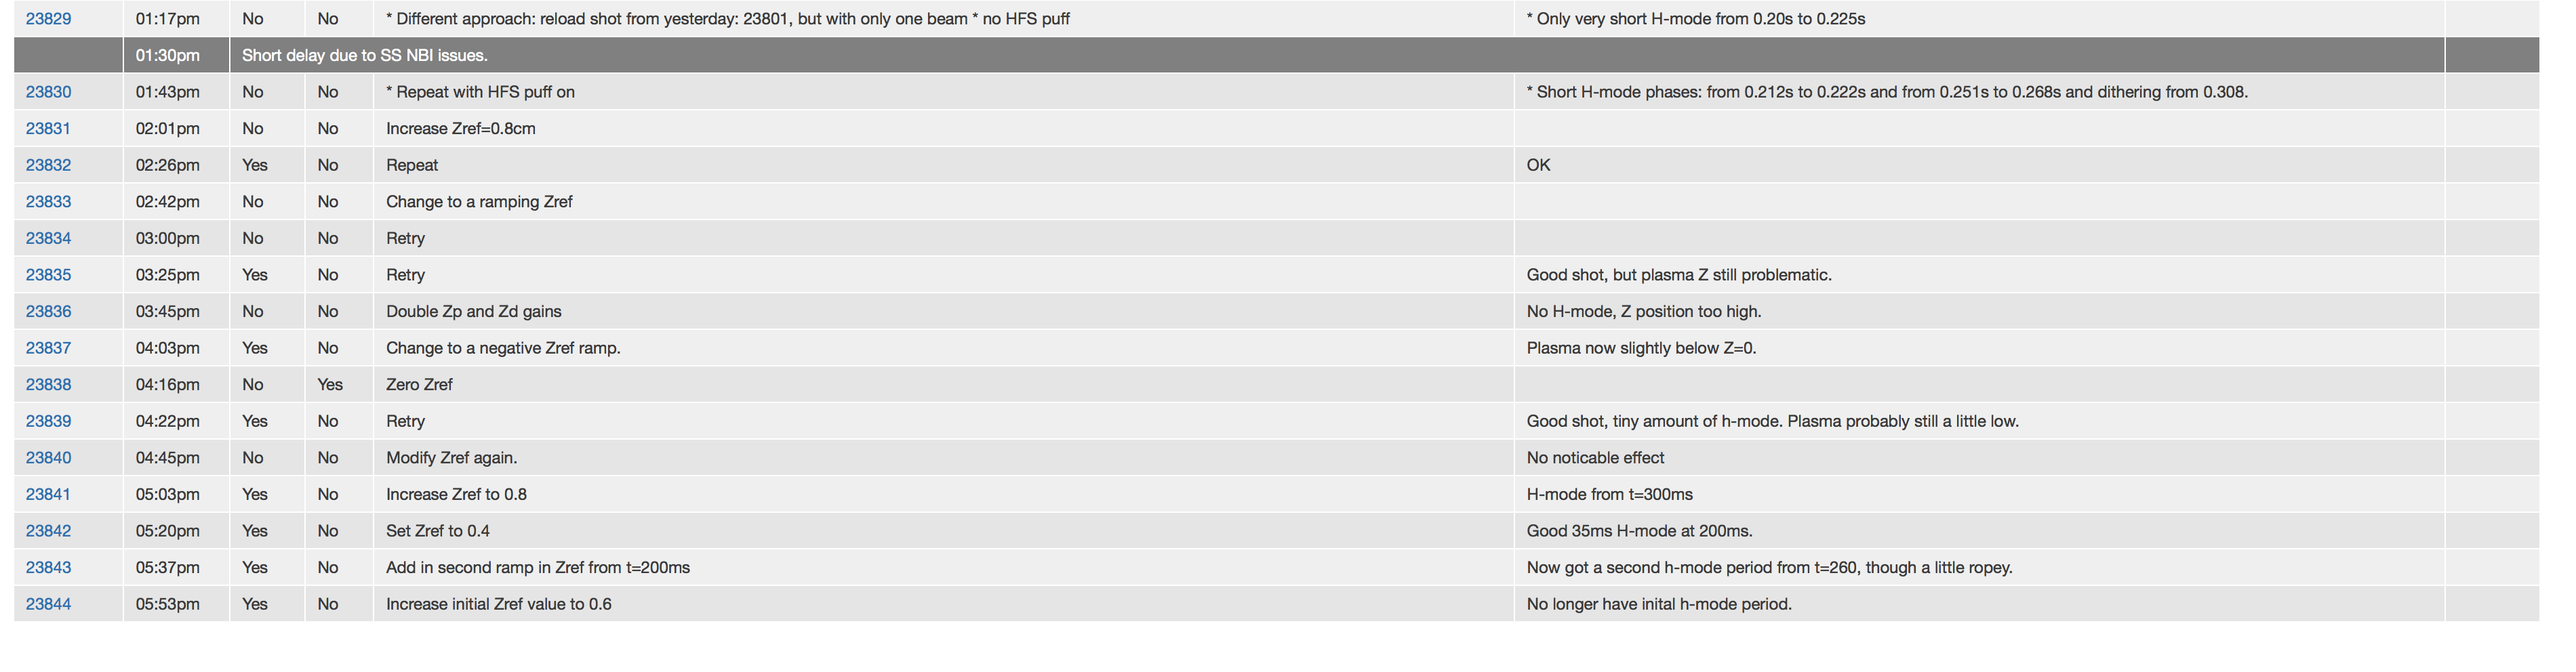 23829 01:17pm No No * Different approach: reload shot from yesterday: 23801, but with only one beam * no HFS puff * Only very short H-mode from 0.20s to 0.225s
01:30pm Short delay due to SS NBI issues.
23830 01:43pm No No * Repeat with HFS puff on * Short H-mode phases: from 0.212s to 0.222s and from 0.251s to 0.268s and dithering from 0.308.
23831 02:01pm No No Increase Zref=0.8cm
23832 02:26pm Yes No Repeat OK
23833 02:42pm No No Change to a ramping Zref
23834 03:00pm No No Retry
23835 03:25pm Yes No Retry Good shot, but plasma Z still problematic.
23836 03:45pm No No Double Zp and Zd gains No H-mode, Z position too high.
23837 04:03pm Yes No Change to a negative Zref ramp. Plasma now slightly below Z=0.
23838 04:16pm No Yes Zero Zref
23839 04:22pm Yes No Retry Good shot, tiny amount of h-mode. Plasma probably still a little low.
23840 04:45pm No No Modify Zref again. No noticable effect
23841 05:03pm Yes No Increase Zref to 0.8 H-mode from t=300ms
23842 05:20pm Yes No Set Zref to 0.4 Good 35ms H-mode at 200ms.
23843 05:37pm Yes No Add in second ramp in Zref from t=200ms Now got a second h-mode period from t=260, though a little ropey.
23844 05:53pm Yes No Increase initial Zref value to 0.6 No longer have inital h-mode period.